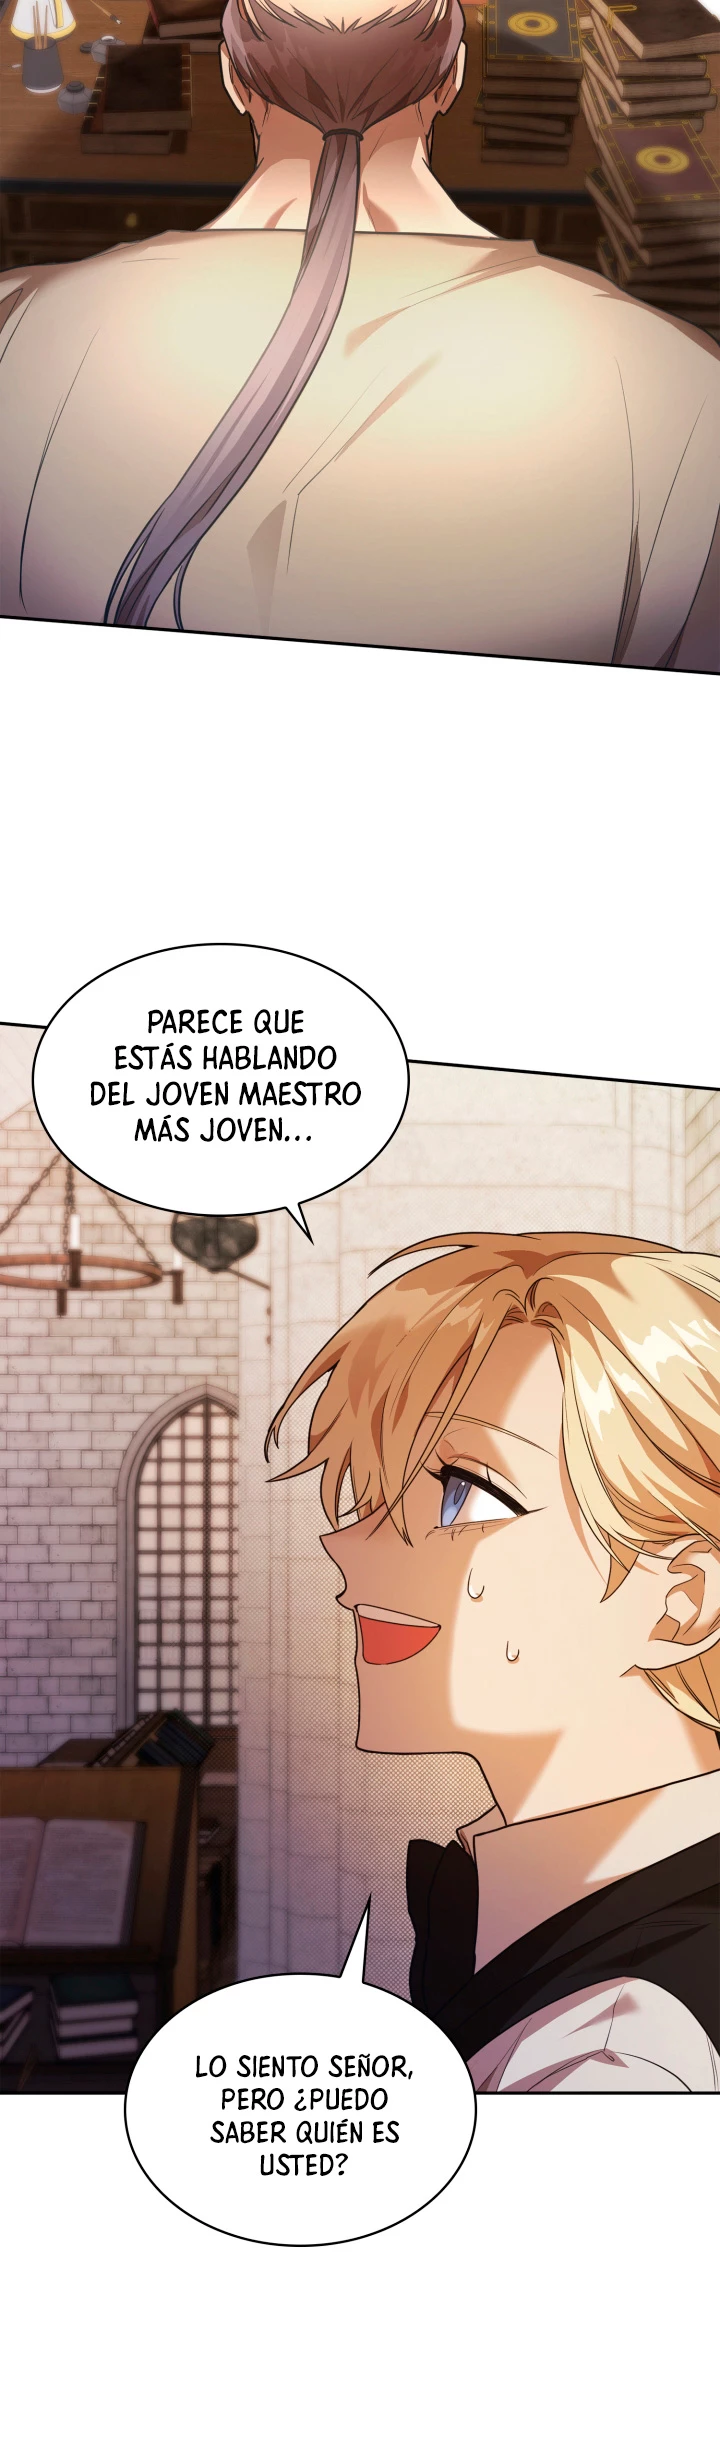 PARECE QUE
ESTÁS HABLANDO
DEL JOVEN MAESTRO
MÁS JOVEN...
LO SIENTO SEÑOR,
PERO ¿PUEDO
SABER QUIÉN ES
USTED?